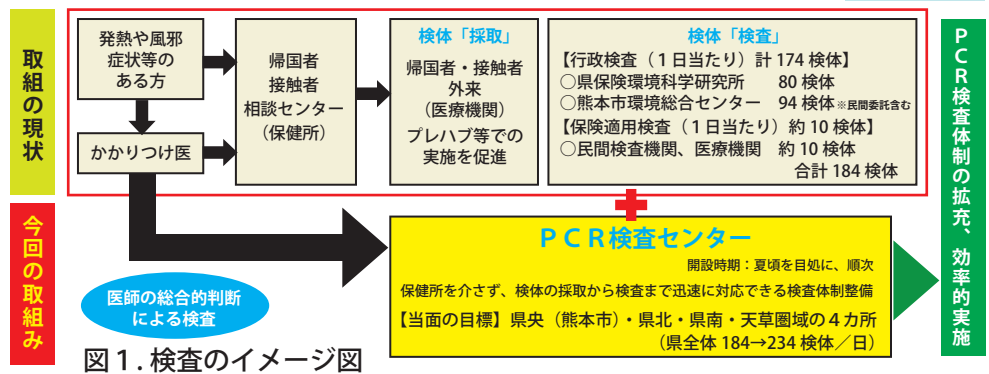 取組の現状
発熱や風邪
症状等の
ある方
かかりつけ医
帰国者
接触者
相談センター
(保健所)
検体「採取」
帰国者・接触者
外来
(医療機関)
プレハブ等での
実施を促進
検体「検査」
【行政検査(1日当たり)計 174 検体】
○県保険環境科学研究所 80 検体
○熊本市環境総合センター 94 検体※民間委託含む
【保険適用検査(1日当たり)約 10 検体】
○民間検査機関、医療機関 約 10 検体
合計 184 検体
今回の取組み
医師の総合的判断
による検査
PCR検査センター
開設時期:夏頃を目処に、順次
保健所を介さず、検体の採取から検査まで迅速に対応できる検査体制整備
【当面の目標】県央(熊本市)・県北・県南・天草圏域の4カ所
(県全体 184→234 検体/日)
PCR検査体制の拡充、効率的実施
図1.検査のイメージ図